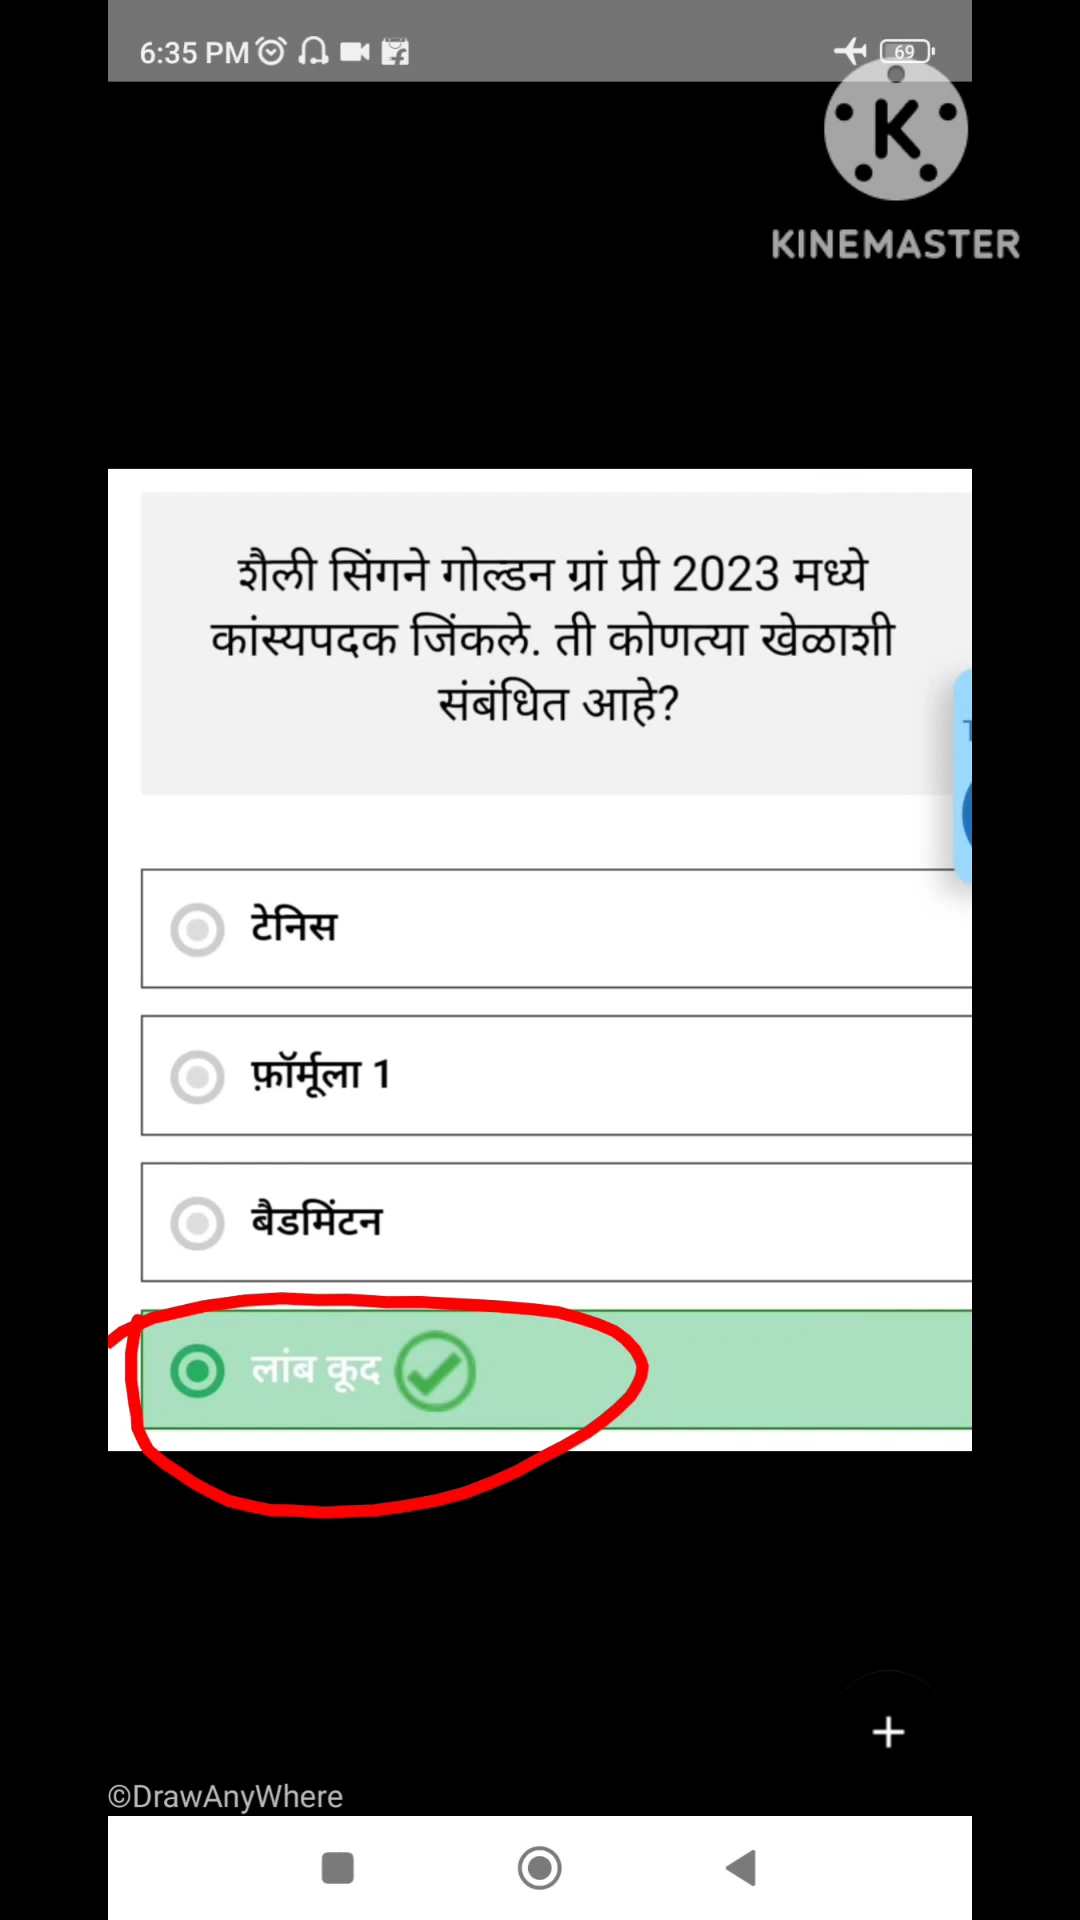 6:35 PM
69
K
KINEMASTER
शैली सिंगने गोल्डन ग्रां प्री 2023 मध्ये
कांस्यपदक जिंकले. ती कोणत्या खेळाशी
संबंधित आहे?
टेनिस
फ़ॉर्मूला 1
बैडमिंटन
लांब कूद
©DrawAnyWhere